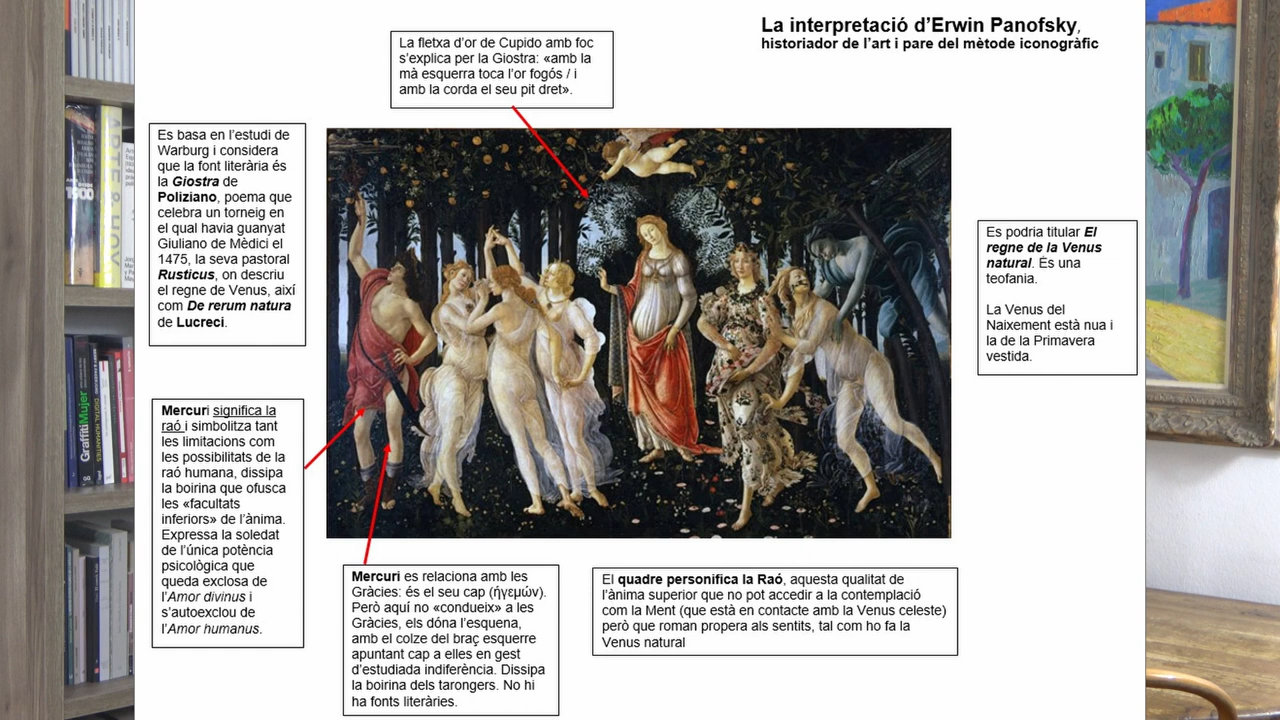 La interpretació d'Erwin Panofsky,
historiador de l'art i pare del mètode iconogràfic
La fletxa d'or de Cupido amb foc
s'explica per la Giostra: «amb la
mà esquerra toca l'or fogós / i
amb la corda el seu pit dret».
Es basa en l'estudi de
Warburg i considera
que la font literària és
la Giostra de
Poliziano, poema que
celebra un torneig en
el qual havia guanyat
Giuliano de Mèdici el
1475, la seva pastoral
Rusticus, on descriu
el regne de Venus, així
com De rerum natura
de Lucreci.
Es podria titular El
regne de la Venus
natural. És una
teofania.
La Venus del
Naixement està nua i
la de la Primavera
vestida.
Mercuri significa la
raó i simbolitza tant
les limitacions com
les possibilitats de la
raó humana, dissipa
la boirina que ofusca
les «facultats
inferiors» de l'ànima.
Expressa la soledat
de l'única potència
psicològica que
queda exclosa de
l'Amor divinus i
s'autoexclou de
l'Amor humanus.
Mercuri es relaciona amb les
Gràcies: és el seu cap (ήγεμών).
Però aquí no «condueix» a les
Gràcies, els dóna l'esquena,
amb el colze del braç esquerre
apuntant cap a elles en gest
d'estudiada indiferència. Dissipa
la boirina dels tarongers. No hi
ha fonts literàries.
El quadre personifica la Raó, aquesta qualitat de
l'ànima superior que no pot accedir a la contemplació
com la Ment (que està en contacte amb la Venus celeste)
però que roman propera als sentits, tal com ho fa la
Venus natural
GraffitiMujer
DIGITAL HUMANITIES